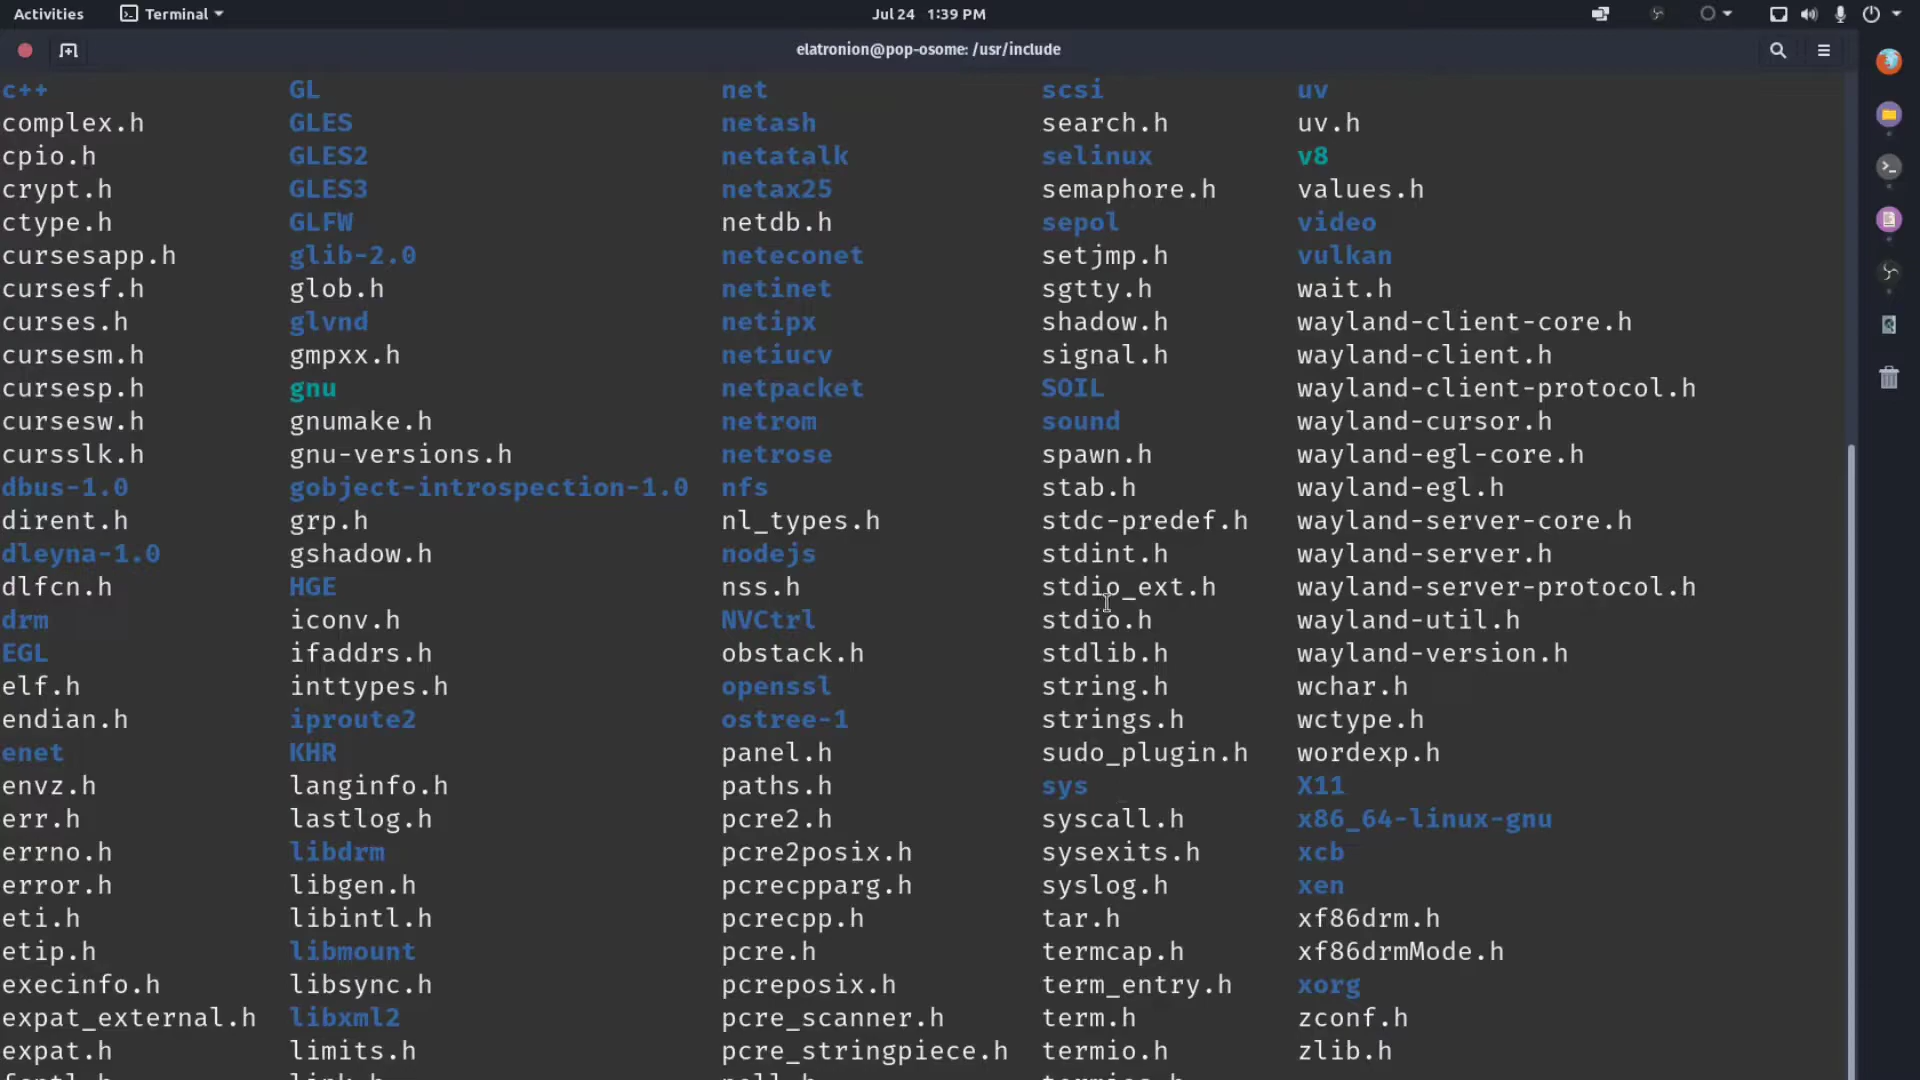 Activities Terminal Jul 24 1:39 PM
elatronion@pop-osome: /usr/include
c++ GL net scsi uv
complex.h GLES netash search.h uv.h
cpio.h GLES2 netatalk selinux v8
crypt.h GLES3 netax25 semaphore.h values.h
ctype.h GLFW netdb.h sepol video
cursesapp.h glib-2.0 neteconet setjmp.h vulkan
cursesf.h glob.h netinet sgtty.h wait.h
curses.h glvnd netipx shadow.h wayland-client-core.h
cursesm.h gmpxx.h netiucv signal.h wayland-client.h
cursesp.h gnu netpacket SOIL wayland-client-protocol.h
cursesw.h gnumake.h netrom sound wayland-cursor.h
cursslk.h gnu-versions.h netrose spawn.h wayland-egl-core.h
dbus-1.0 gobject-introspection-1.0 nfs stab.h wayland-egl.h
dirent.h grp.h nl_types.h stdc-predef.h wayland-server-core.h
dleyna-1.0 gshadow.h nodejs stdint.h wayland-server.h
dlfcn.h HGE nss.h stdio_ext.h wayland-server-protocol.h
drm iconv.h NVCtrl stdio.h wayland-util.h
EGL ifaddrs.h obstack.h stdlib.h wayland-version.h
elf.h inttypes.h openssl string.h wchar.h
endian.h iproute2 ostree-1 strings.h wctype.h
enet KHR panel.h sudo_plugin.h wordexp.h
envz.h langinfo.h paths.h sys X11
err.h lastlog.h pcre2.h syscall.h x86_64-linux-gnu
errno.h libdrm pcre2posix.h sysexits.h xcb
error.h libgen.h pcrecpparg.h syslog.h xen
eti.h libintl.h pcrecpp.h tar.h xf86drm.h
etip.h libmount pcre.h termcap.h xf86drmMode.h
execinfo.h libsync.h pcreposix.h term_entry.h xorg
expat_external.h libxml2 pcre_scanner.h term.h zconf.h
expat.h limits.h pcre_stringpiece.h termio.h zlib.h